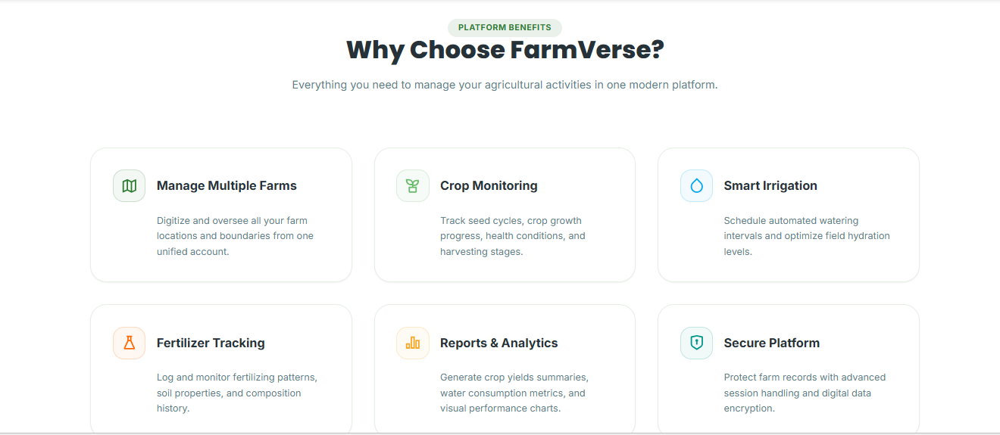 PLATFORM BENEFITS
Why Choose FarmVerse?
Everything you need to manage your agricultural activities in one modern platform.
Manage Multiple Farms
Digitize and oversee all your farm
locations and boundaries from one
unified account.
Crop Monitoring
Track seed cycles, crop growth
progress, health conditions, and
harvesting stages.
Smart Irrigation
Schedule automated watering
intervals and optimize field hydration
levels.
Fertilizer Tracking
Log and monitor fertilizing patterns,
soil properties, and composition
history.
Reports & Analytics
Generate crop yields summaries,
water consumption metrics, and
visual performance charts.
Secure Platform
Protect farm records with advanced
session handling and digital data
encryption.